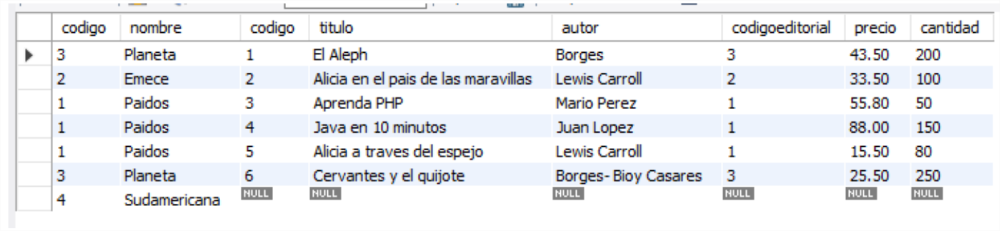 codigo nombre codigo titulo autor codigoeditorial precio cantidad
3 Planeta 1 El Aleph Borges 3 43.50 200
2 Emece 2 Alicia en el pais de las maravillas Lewis Carroll 2 33.50 100
1 Paidos 3 Aprenda PHP Mario Perez 1 55.80 50
1 Paidos 4 Java en 10 minutos Juan Lopez 1 88.00 150
1 Paidos 5 Alicia a traves del espejo Lewis Carroll 1 15.50 80
3 Planeta 6 Cervantes y el quijote Borges- Bioy Casares 3 25.50 250
4 Sudamericana NULL NULL NULL NULL NULL NULL